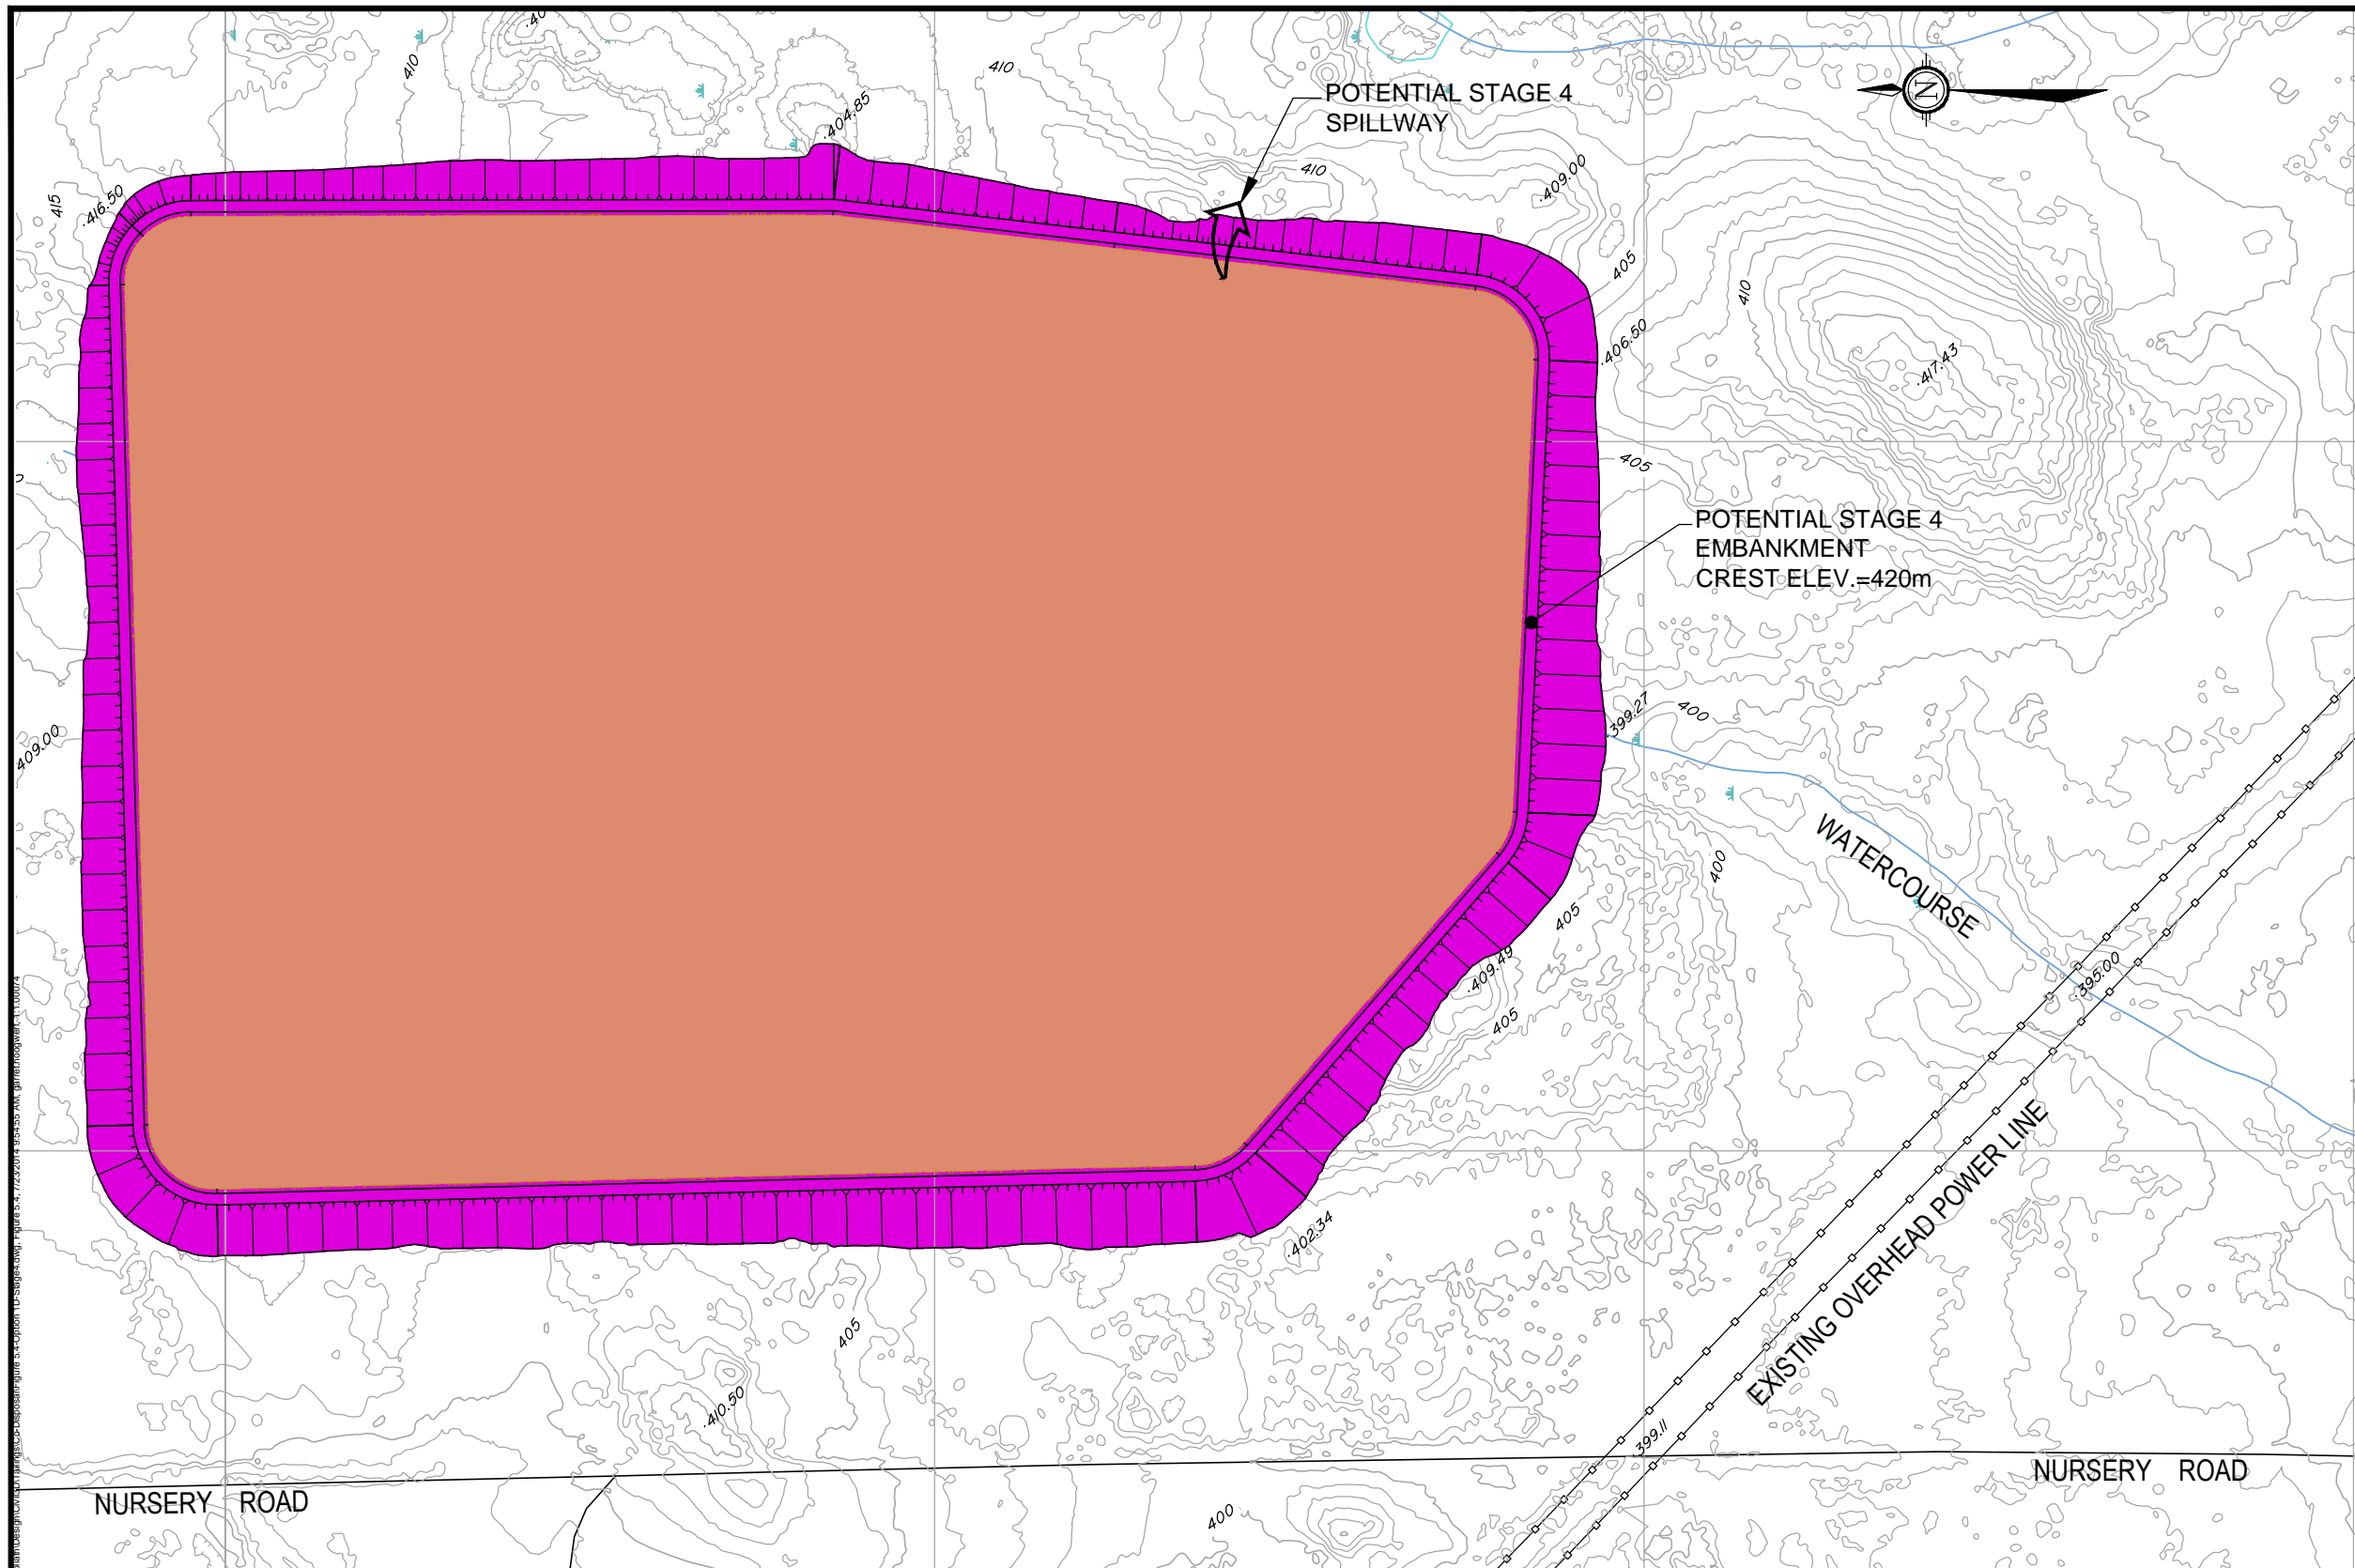 410
410
.404.85
POTENTIAL STAGE 4
SPILLWAY
N
410
.409.00
415
.416.50
405
410
.406.50
.417.43
405
POTENTIAL STAGE 4
EMBANKMENT
CREST ELEV.=420m
.399.27
400
409.00
WATERCOURSE
400
405
.409.49
.395.00
405
EXISTING OVERHEAD POWER LINE
.402.34
405
.410.50
.399.11
NURSERY ROAD
NURSERY ROAD
400